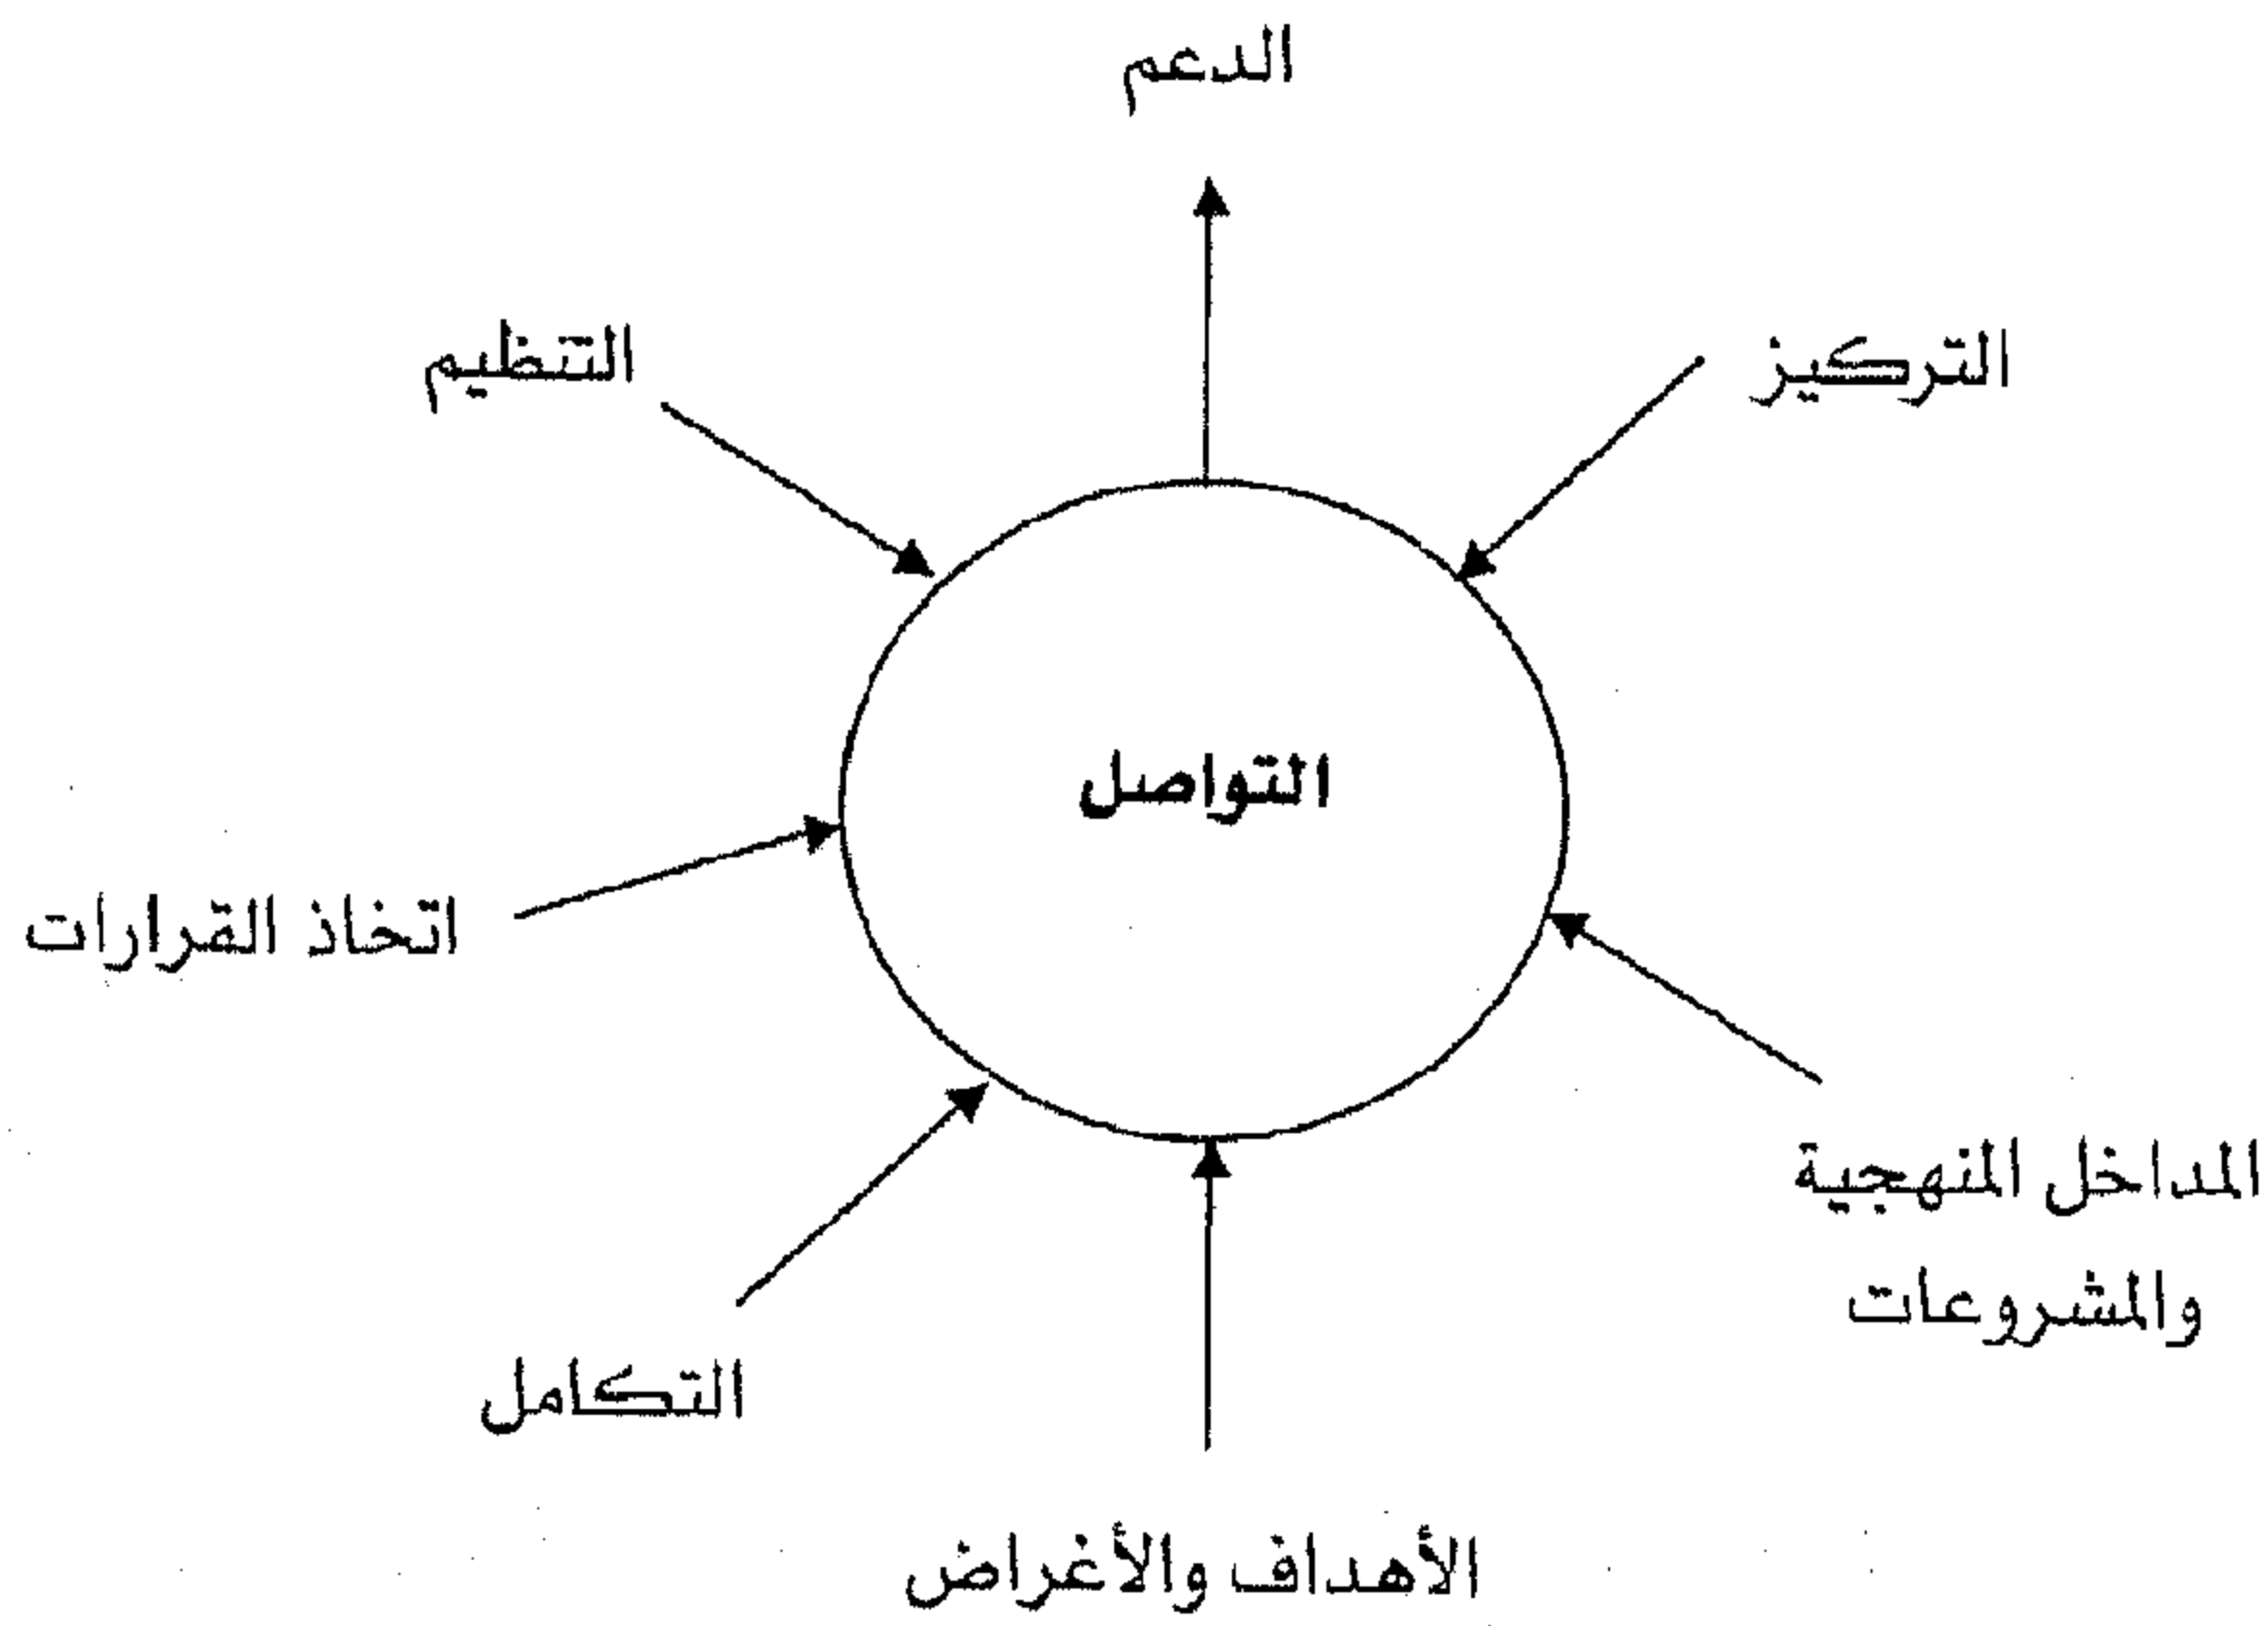 الدعم
التركيز
التنظيم
التواصل
اتخاذ القرارات
المداخل المنهجية
والمشروعات
التكامل
الأهداف والأغراض